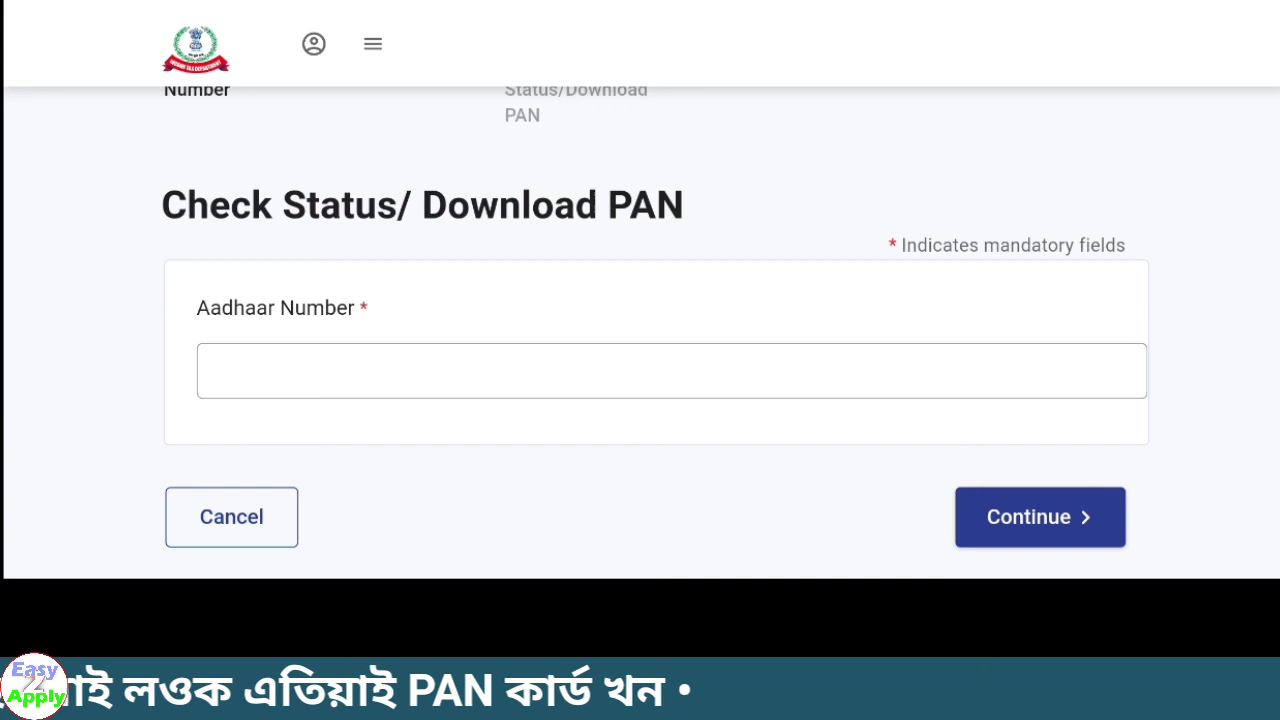 Number
Status/Download
PAN
Check Status/ Download PAN
* Indicates mandatory fields
Aadhaar Number *
Cancel
Continue
লওক এতিয়াই PAN কাৰ্ড খন •
Easy
2
Apply